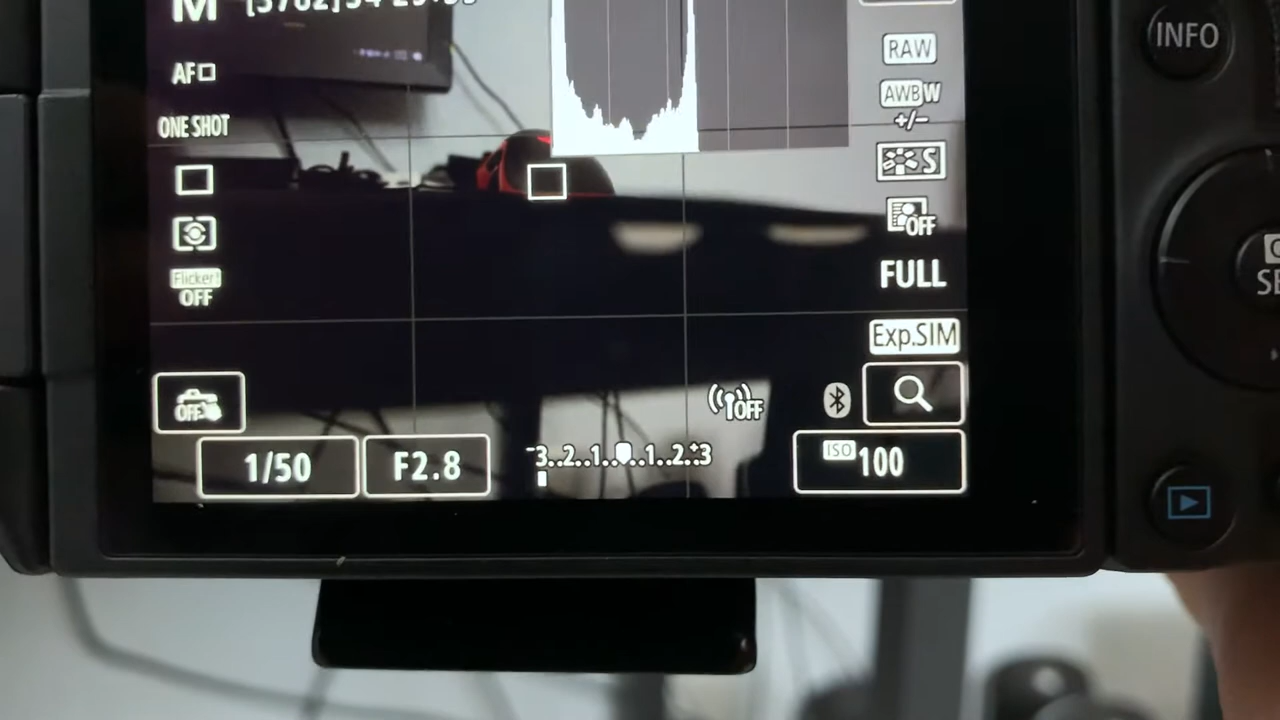 M
INFO
RAW
AF
AWBW
+/-
ONE SHOT
S
OFF
Flicker!
OFF
FULL
Exp.SIM
OFF
OFF
1/50
F2.8
-3..2..1....1..2..+3
ISO 100